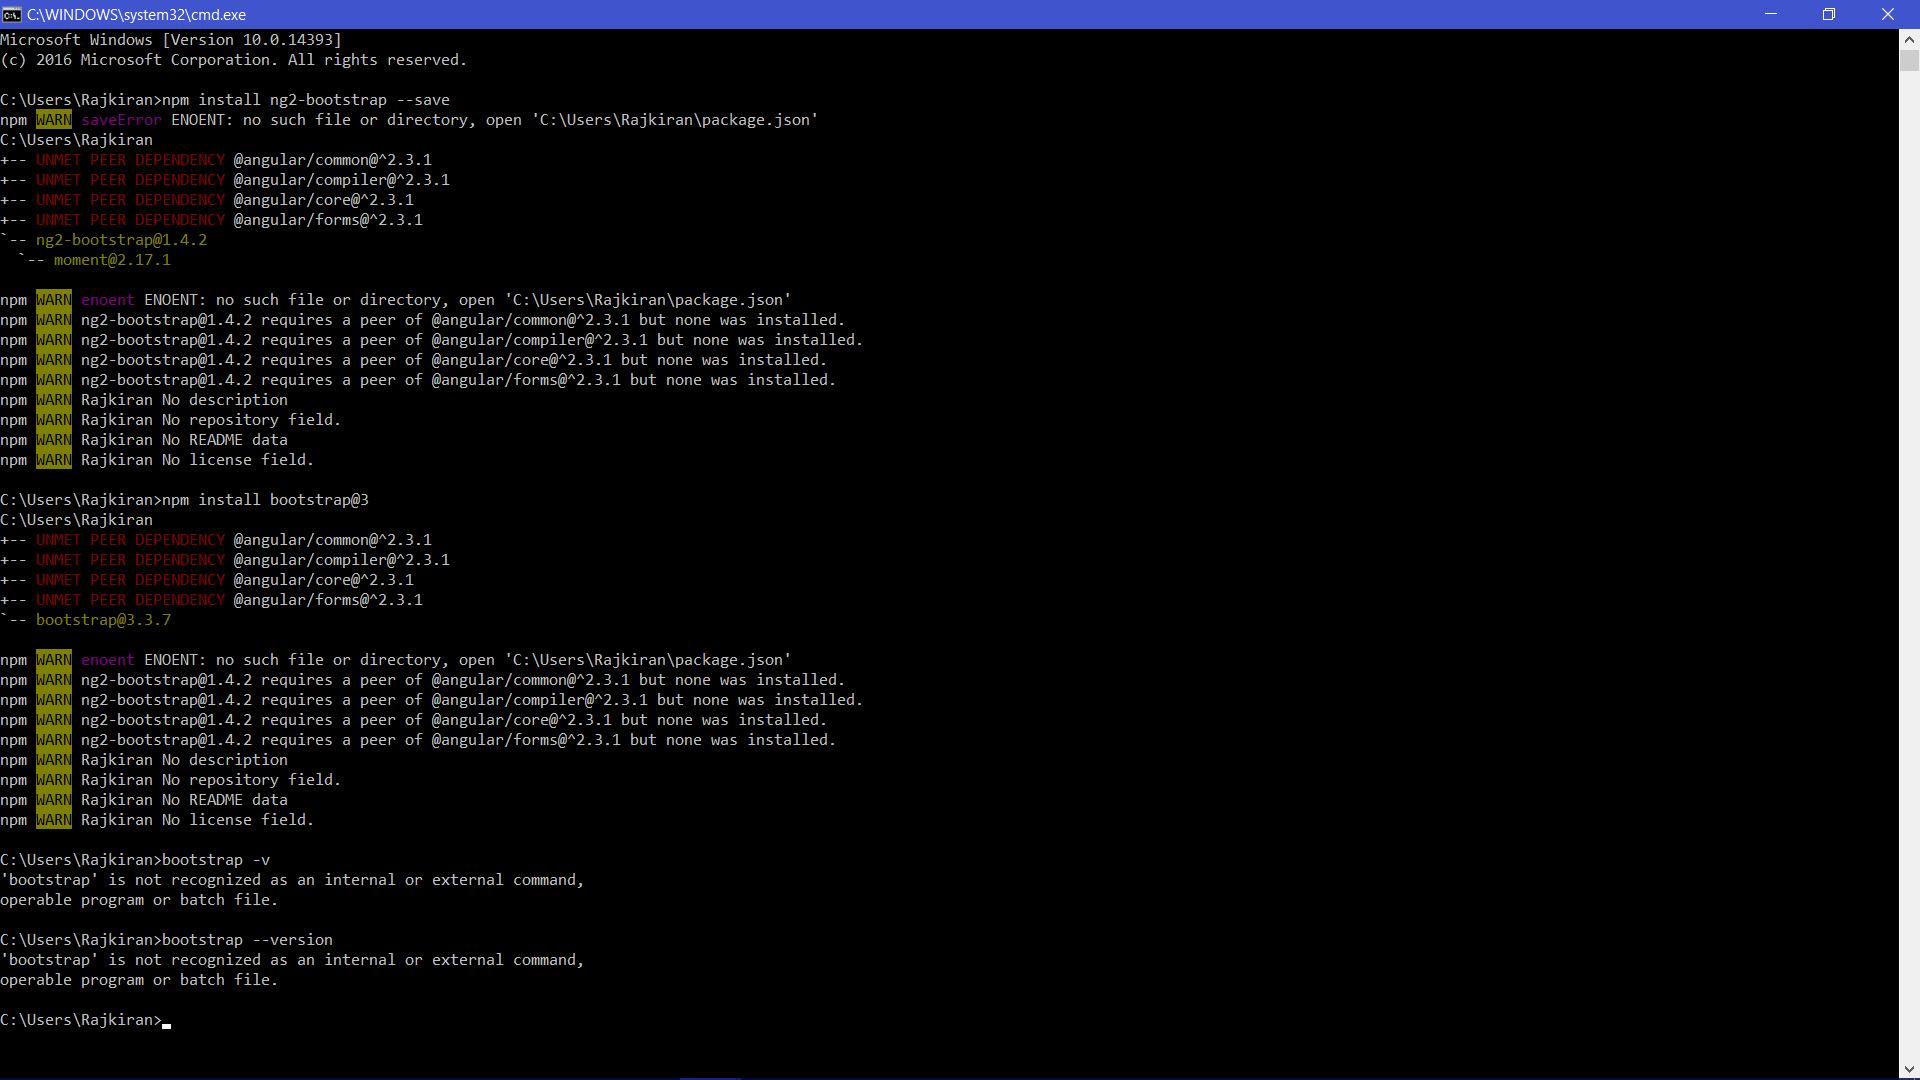 C:\WINDOWS\system32\cmd.exe
Microsoft Windows [Version 10.0.14393]
(c) 2016 Microsoft Corporation. All rights reserved.
C:\Users\Rajkiran>npm install ng2-bootstrap --save
npm WARN saveError ENOENT: no such file or directory, open 'C:\Users\Rajkiran\package.json'
C:\Users\Rajkiran
+-- UNMET PEER DEPENDENCY @angular/common@^2.3.1
+-- UNMET PEER DEPENDENCY @angular/compiler@^2.3.1
+-- UNMET PEER DEPENDENCY @angular/core@^2.3.1
+-- UNMET PEER DEPENDENCY @angular/forms@^2.3.1
`-- ng2-bootstrap@1.4.2
  `-- moment@2.17.1
npm WARN enoent ENOENT: no such file or directory, open 'C:\Users\Rajkiran\package.json'
npm WARN ng2-bootstrap@1.4.2 requires a peer of @angular/common@^2.3.1 but none was installed.
npm WARN ng2-bootstrap@1.4.2 requires a peer of @angular/compiler@^2.3.1 but none was installed.
npm WARN ng2-bootstrap@1.4.2 requires a peer of @angular/core@^2.3.1 but none was installed.
npm WARN ng2-bootstrap@1.4.2 requires a peer of @angular/forms@^2.3.1 but none was installed.
npm WARN Rajkiran No description
npm WARN Rajkiran No repository field.
npm WARN Rajkiran No README data
npm WARN Rajkiran No license field.
C:\Users\Rajkiran>npm install bootstrap@3
C:\Users\Rajkiran
+-- UNMET PEER DEPENDENCY @angular/common@^2.3.1
+-- UNMET PEER DEPENDENCY @angular/compiler@^2.3.1
+-- UNMET PEER DEPENDENCY @angular/core@^2.3.1
+-- UNMET PEER DEPENDENCY @angular/forms@^2.3.1
`-- bootstrap@3.3.7
npm WARN enoent ENOENT: no such file or directory, open 'C:\Users\Rajkiran\package.json'
npm WARN ng2-bootstrap@1.4.2 requires a peer of @angular/common@^2.3.1 but none was installed.
npm WARN ng2-bootstrap@1.4.2 requires a peer of @angular/compiler@^2.3.1 but none was installed.
npm WARN ng2-bootstrap@1.4.2 requires a peer of @angular/core@^2.3.1 but none was installed.
npm WARN ng2-bootstrap@1.4.2 requires a peer of @angular/forms@^2.3.1 but none was installed.
npm WARN Rajkiran No description
npm WARN Rajkiran No repository field.
npm WARN Rajkiran No README data
npm WARN Rajkiran No license field.
C:\Users\Rajkiran>bootstrap -v
'bootstrap' is not recognized as an internal or external command,
operable program or batch file.
C:\Users\Rajkiran>bootstrap --version
'bootstrap' is not recognized as an internal or external command,
operable program or batch file.
C:\Users\Rajkiran>